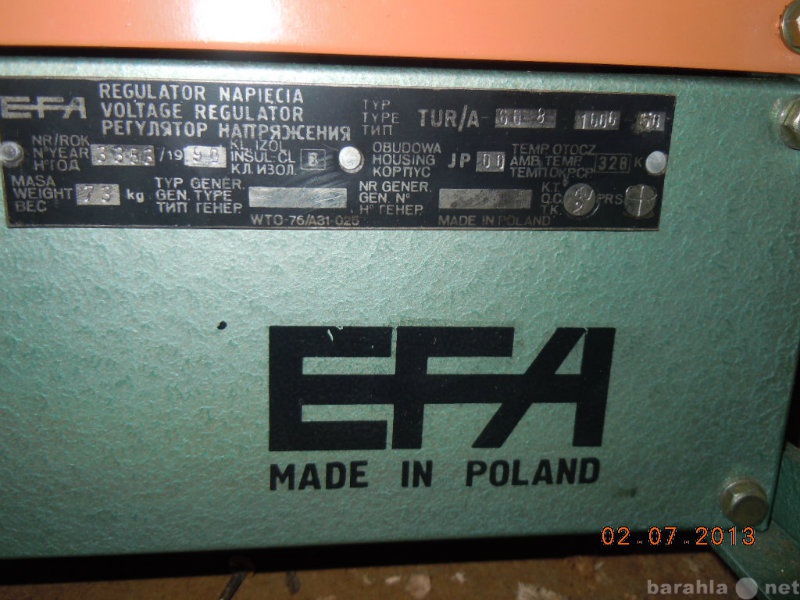 EFA
REGULATOR NAPIĘCIA
VOLTAGE REGULATOR
РЕГУЛЯТОР НАПРЯЖЕНИЯ
TYP
TYPE
ТИП
TUR/A-
NR/ROK
N°YEAR
Н°ГОД
/1990
KL. IZOL
INSUL-CL
КЛ.ИЗОЛ.
B
OBUDOWA
HOUSING
КОРПУС
JP 00
TEMP OTOCZ
AMB. TEMP.
ТЕМП ОКР СР
328 K
MASA
WEIGHT
ВЕС
73 kg
TYP GENER.
GEN. TYPE
ТИП ГЕНЕР.
NR GENER.
GEN. N°
Н° ГЕНЕР.
K.T.
Q.C.
T.K.
PRS
WTO-76/A31-026
MADE IN POLAND
EFA
MADE IN POLAND
02.07.2013
barahla net